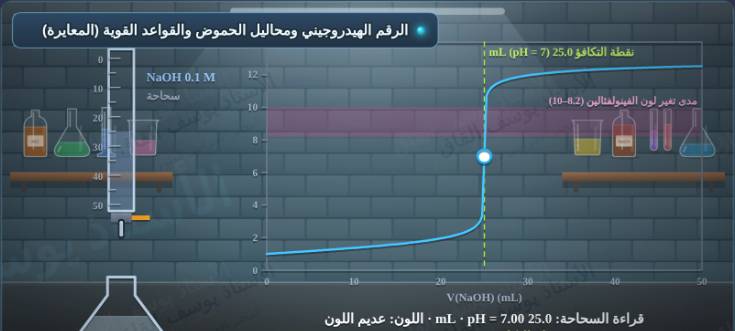 الرقم الهيدروجيني ومحاليل الحموض والقواعد القوية (المعايرة)
نقطة التكافؤ 25.0 mL (pH = 7)
NaOH 0.1 M
سحاحة
مدى تغير لون الفينولفثالين (8.2–10)
0
10
20
30
40
50
12
10
8
6
4
2
0
0 10 20 30 40 50
V(NaOH) (mL)
قراءة السحاحة: 25.0 mL · pH = 7.00 · اللون: عديم اللون